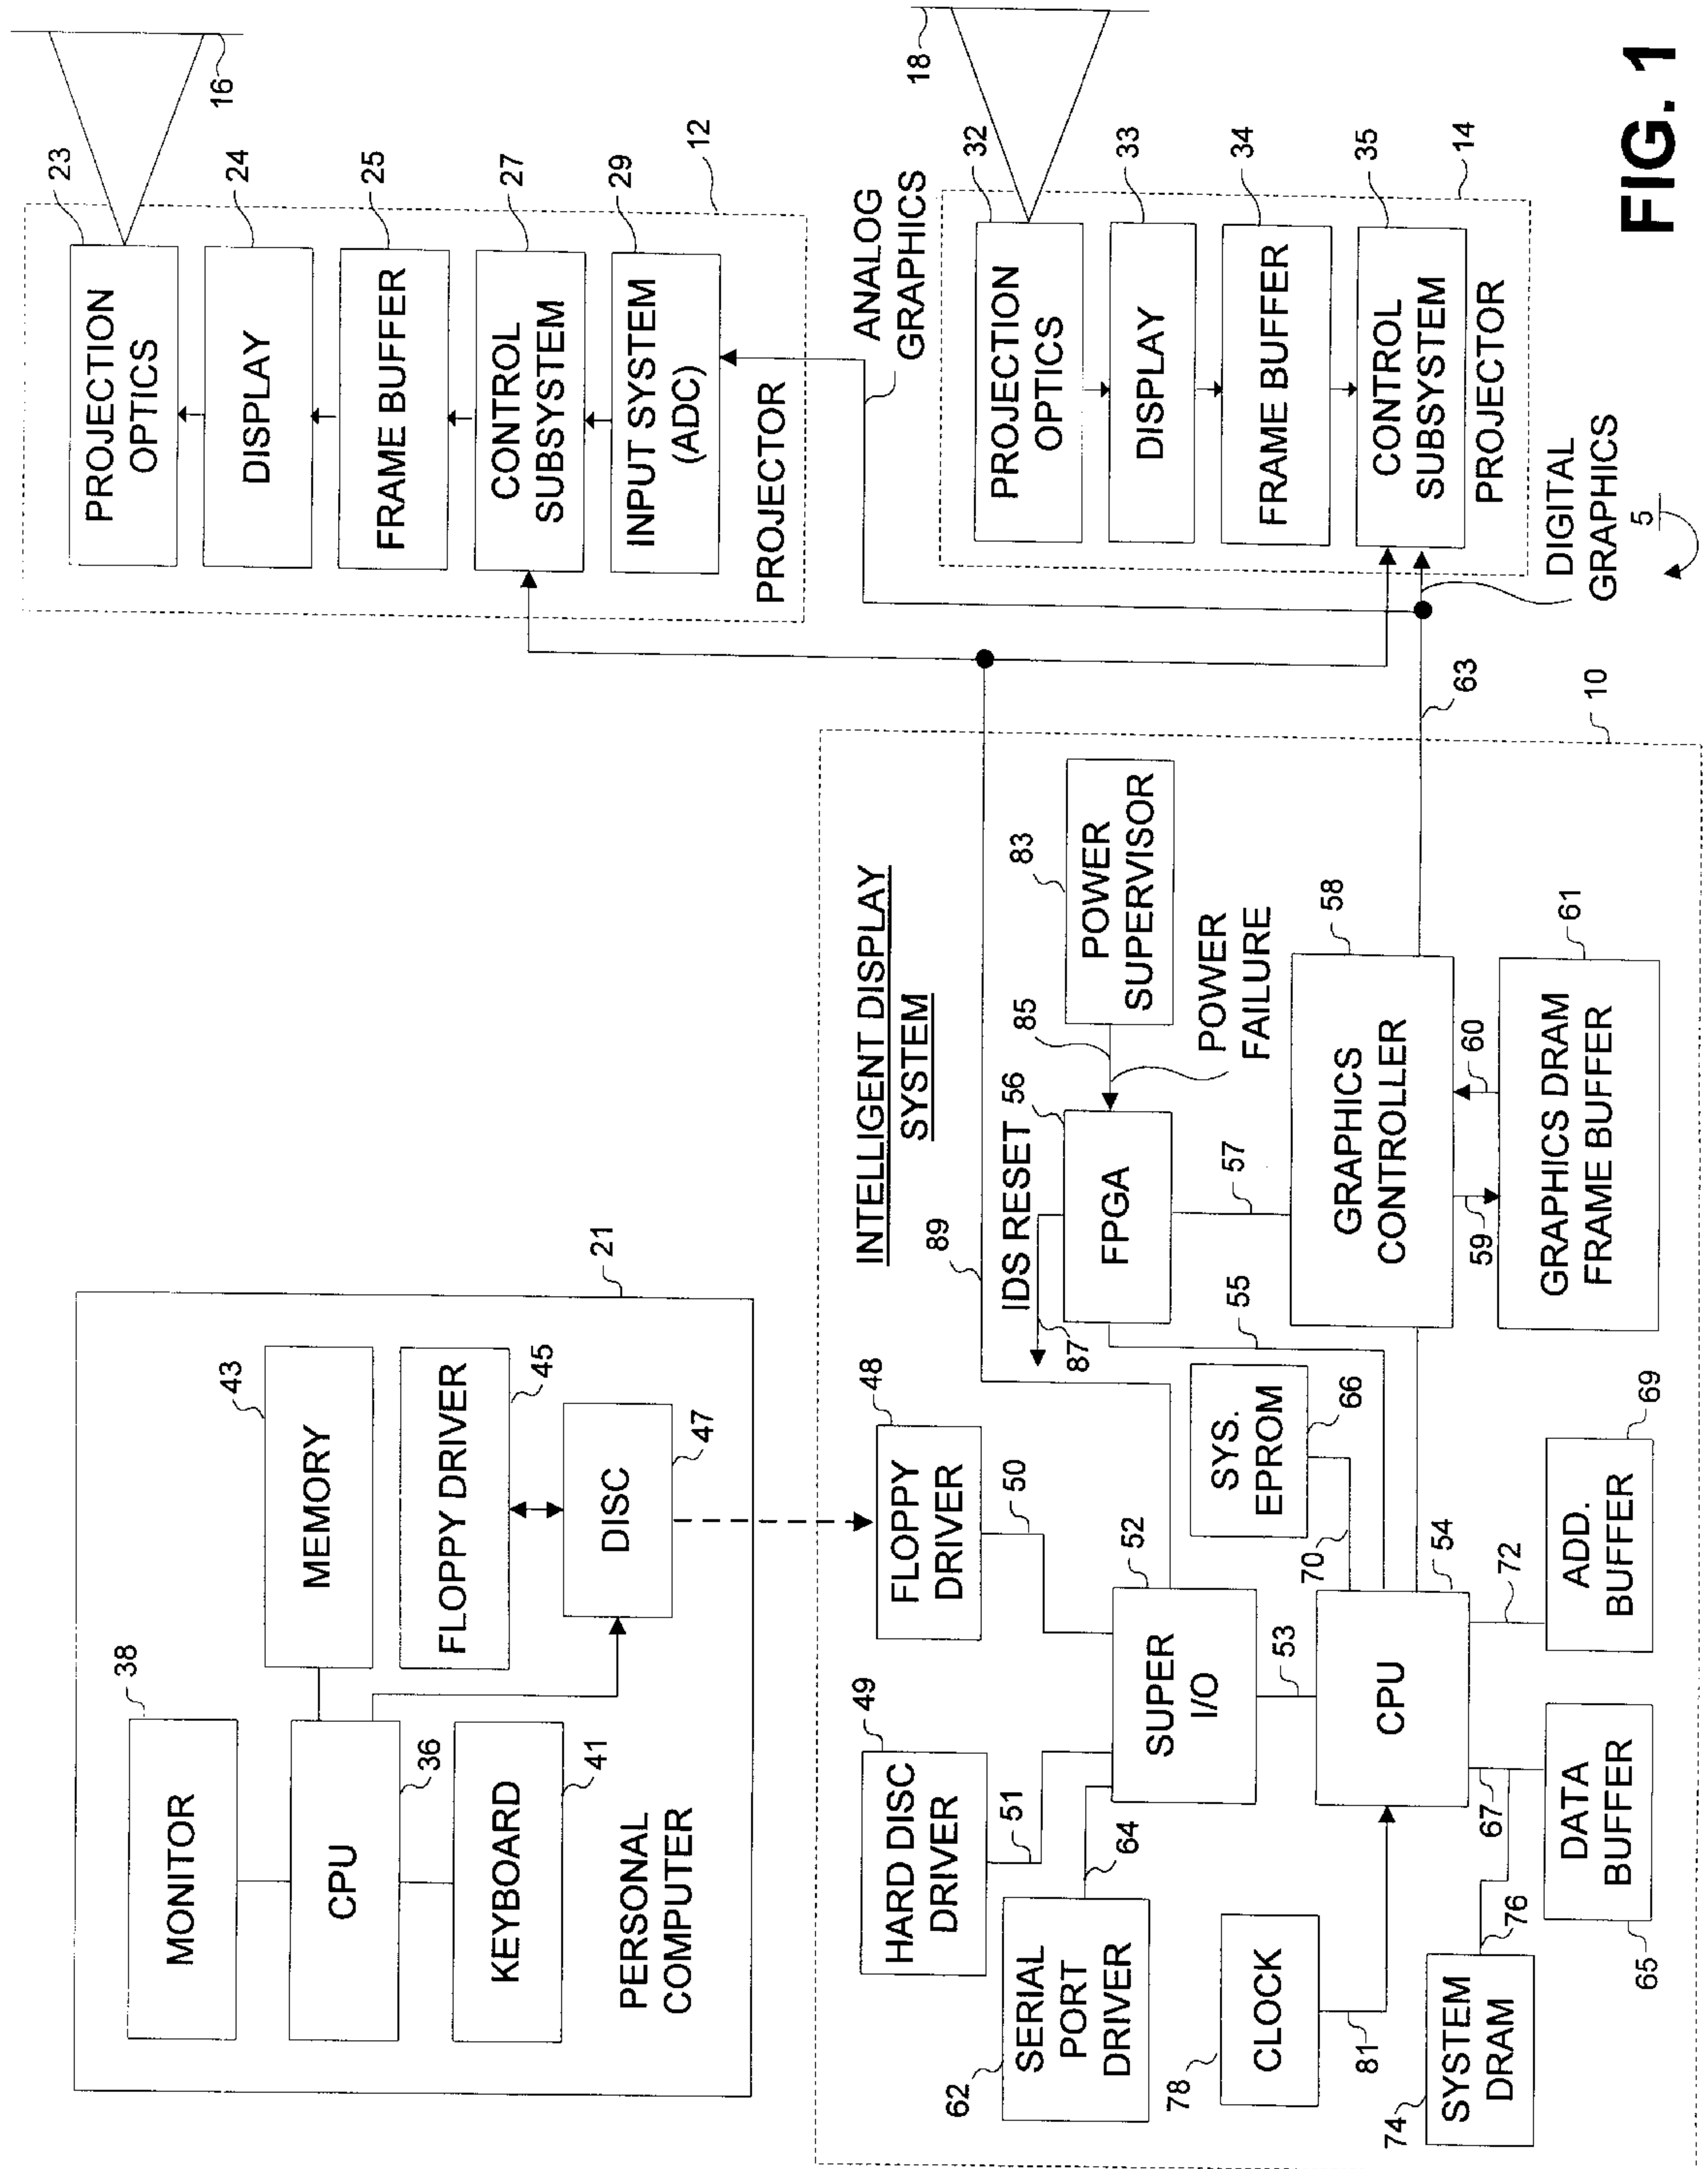 MONITOR
38
CPU
36
KEYBOARD
41
MEMORY
43
FLOPPY DRIVER
45
DISC
47
PERSONAL
COMPUTER
21
PROJECTION
OPTICS
23
DISPLAY
24
FRAME BUFFER
25
CONTROL
SUBSYSTEM
27
INPUT SYSTEM
(ADC)
29
PROJECTOR
12
16
ANALOG
GRAPHICS
PROJECTION
OPTICS
32
DISPLAY
33
FRAME BUFFER
34
CONTROL
SUBSYSTEM
35
PROJECTOR
14
18
DIGITAL
GRAPHICS
5
INTELLIGENT DISPLAY
SYSTEM
10
HARD DISC
DRIVER
49
51
FLOPPY
DRIVER
48
50
SERIAL
PORT
DRIVER
62
64
SUPER
I/O
52
53
89
CLOCK
78
81
CPU
54
SYS.
EPROM
66
70
55
IDS RESET
87
FPGA
56
57
85
POWER
SUPERVISOR
83
POWER
FAILURE
GRAPHICS
CONTROLLER
58
63
59
60
GRAPHICS DRAM
FRAME BUFFER
61
SYSTEM
DRAM
74
76
67
DATA
BUFFER
65
72
ADD.
BUFFER
69
FIG. 1